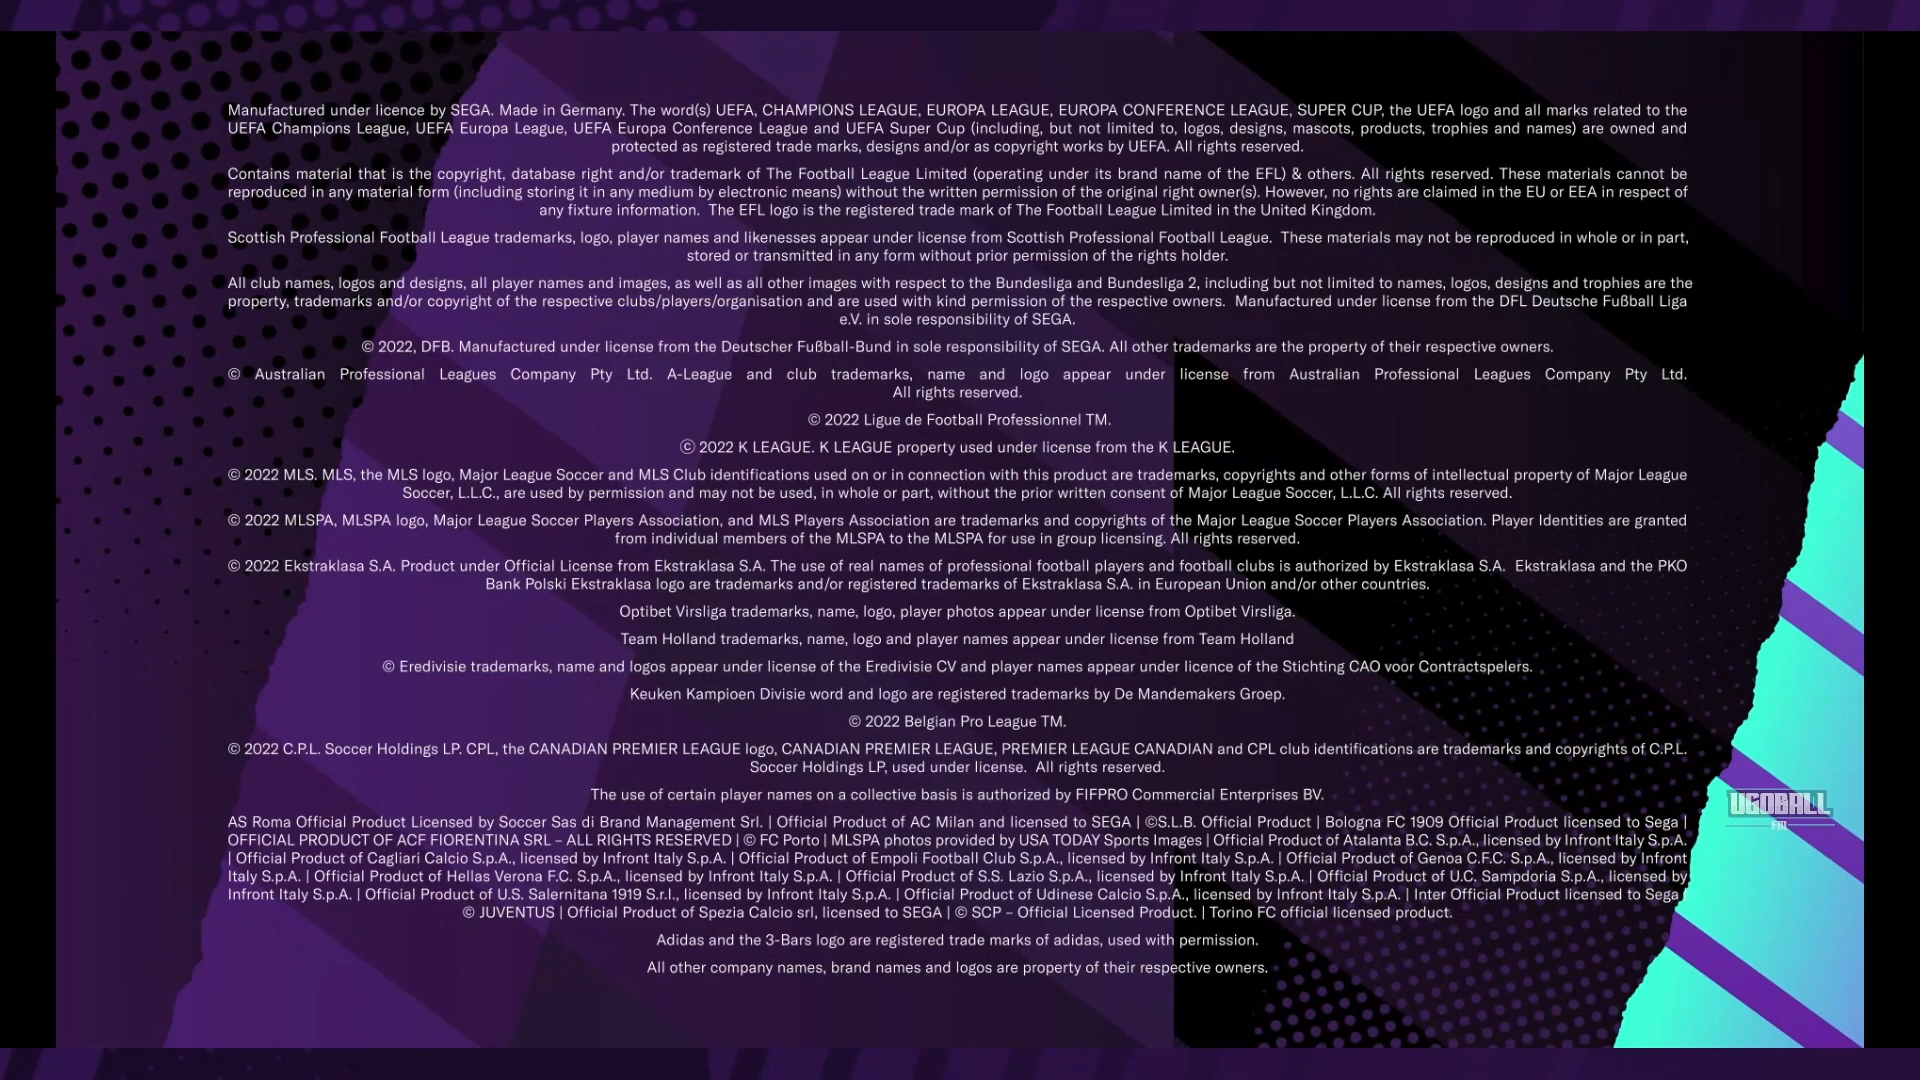 Manufactured under licence by SEGA. Made in Germany. The word(s) UEFA, CHAMPIONS LEAGUE, EUROPA LEAGUE, EUROPA CONFERENCE LEAGUE, SUPER CUP, the UEFA logo and all marks related to the
UEFA Champions League, UEFA Europa League, UEFA Europa Conference League and UEFA Super Cup (including, but not limited to, logos, designs, mascots, products, trophies and names) are owned and
protected as registered trade marks, designs and/or as copyright works by UEFA. All rights reserved.
Contains material that is the copyright, database right and/or trademark of The Football League Limited (operating under its brand name of the EFL) & others. All rights reserved. These materials cannot be
reproduced in any material form (including storing it in any medium by electronic means) without the written permission of the original right owner(s). However, no rights are claimed in the EU or EEA in respect of
any fixture information. The EFL logo is the registered trade mark of The Football League Limited in the United Kingdom.
Scottish Professional Football League trademarks, logo, player names and likenesses appear under license from Scottish Professional Football League. These materials may not be reproduced in whole or in part,
stored or transmitted in any form without prior permission of the rights holder.
All club names, logos and designs, all player names and images, as well as all other images with respect to the Bundesliga and Bundesliga 2, including but not limited to names, logos, designs and trophies are the
property, trademarks and/or copyright of the respective clubs/players/organisation and are used with kind permission of the respective owners. Manufactured under license from the DFL Deutsche Fußball Liga
e.V. in sole responsibility of SEGA.
© 2022, DFB. Manufactured under license from the Deutscher Fußball-Bund in sole responsibility of SEGA. All other trademarks are the property of their respective owners.
© Australian Professional Leagues Company Pty Ltd. A-League and club trademarks, name and logo appear under license from Australian Professional Leagues Company Pty Ltd.
All rights reserved.
© 2022 Ligue de Football Professionnel TM.
ⓒ 2022 K LEAGUE. K LEAGUE property used under license from the K LEAGUE.
© 2022 MLS. MLS, the MLS logo, Major League Soccer and MLS Club identifications used on or in connection with this product are trademarks, copyrights and other forms of intellectual property of Major League
Soccer, L.L.C., are used by permission and may not be used, in whole or part, without the prior written consent of Major League Soccer, L.L.C. All rights reserved.
© 2022 MLSPA, MLSPA logo, Major League Soccer Players Association, and MLS Players Association are trademarks and copyrights of the Major League Soccer Players Association. Player Identities are granted
from individual members of the MLSPA to the MLSPA for use in group licensing. All rights reserved.
© 2022 Ekstraklasa S.A. Product under Official License from Ekstraklasa S.A. The use of real names of professional football players and football clubs is authorized by Ekstraklasa S.A. Ekstraklasa and the PKO
Bank Polski Ekstraklasa logo are trademarks and/or registered trademarks of Ekstraklasa S.A. in European Union and/or other countries.
Optibet Virsliga trademarks, name, logo, player photos appear under license from Optibet Virsliga.
Team Holland trademarks, name, logo and player names appear under license from Team Holland
© Eredivisie trademarks, name and logos appear under license of the Eredivisie CV and player names appear under licence of the Stichting CAO voor Contractspelers.
Keuken Kampioen Divisie word and logo are registered trademarks by De Mandemakers Groep.
© 2022 Belgian Pro League TM.
© 2022 C.P.L. Soccer Holdings LP. CPL, the CANADIAN PREMIER LEAGUE logo, CANADIAN PREMIER LEAGUE, PREMIER LEAGUE CANADIAN and CPL club identifications are trademarks and copyrights of C.P.L.
Soccer Holdings LP, used under license. All rights reserved.
The use of certain player names on a collective basis is authorized by FIFPRO Commercial Enterprises BV.
AS Roma Official Product Licensed by Soccer Sas di Brand Management Srl. | Official Product of AC Milan and licensed to SEGA | ©S.L.B. Official Product | Bologna FC 1909 Official Product licensed to Sega |
OFFICIAL PRODUCT OF ACF FIORENTINA SRL – ALL RIGHTS RESERVED | © FC Porto | MLSPA photos provided by USA TODAY Sports Images | Official Product of Atalanta B.C. S.p.A., licensed by Infront Italy S.p.A.
| Official Product of Cagliari Calcio S.p.A., licensed by Infront Italy S.p.A. | Official Product of Empoli Football Club S.p.A., licensed by Infront Italy S.p.A. | Official Product of Genoa C.F.C. S.p.A., licensed by Infront
Italy S.p.A. | Official Product of Hellas Verona F.C. S.p.A., licensed by Infront Italy S.p.A. | Official Product of S.S. Lazio S.p.A., licensed by Infront Italy S.p.A. | Official Product of U.C. Sampdoria S.p.A., licensed by
Infront Italy S.p.A. | Official Product of U.S. Salernitana 1919 S.r.l., licensed by Infront Italy S.p.A. | Official Product of Udinese Calcio S.p.A., licensed by Infront Italy S.p.A. | Inter Official Product licensed to Sega |
© JUVENTUS | Official Product of Spezia Calcio srl, licensed to SEGA | © SCP – Official Licensed Product. | Torino FC official licensed product.
Adidas and the 3-Bars logo are registered trade marks of adidas, used with permission.
All other company names, brand names and logos are property of their respective owners.
UGOBALL
FM